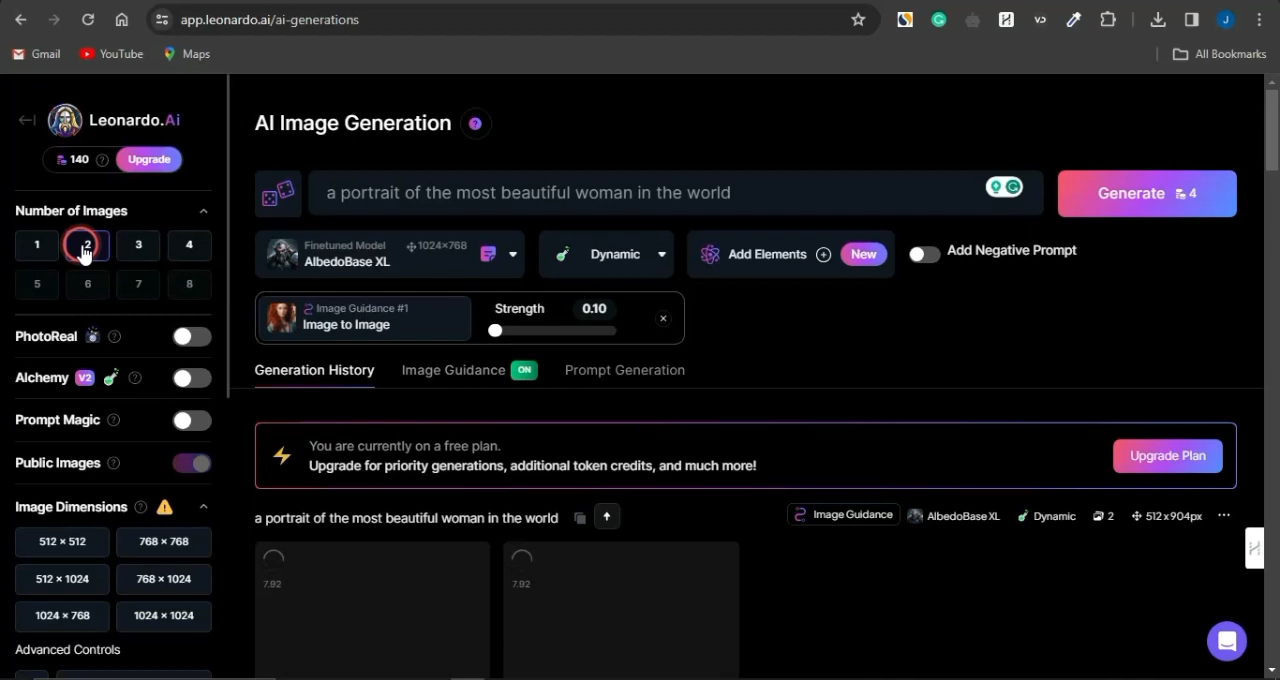 app.leonardo.ai/ai-generations
J
Gmail YouTube Maps All Bookmarks
Leonardo.Ai
140 ? Upgrade
Number of Images
1 2 3 4
5 6 7 8
PhotoReal ?
Alchemy V2 ?
Prompt Magic ?
Public Images ?
Image Dimensions ?
512 × 512 768 × 768
512 × 1024 768 × 1024
1024 × 768 1024 × 1024
Advanced Controls
AI Image Generation ?
a portrait of the most beautiful woman in the world
Generate 4
Finetuned Model 1024×768
AlbedoBase XL
Dynamic
Add Elements New
Add Negative Prompt
Image Guidance #1
Image to Image
Strength 0.10
Generation History Image Guidance ON Prompt Generation
You are currently on a free plan.
Upgrade for priority generations, additional token credits, and much more!
Upgrade Plan
a portrait of the most beautiful woman in the world
Image Guidance AlbedoBase XL Dynamic 2 512x904px
7.92 7.92